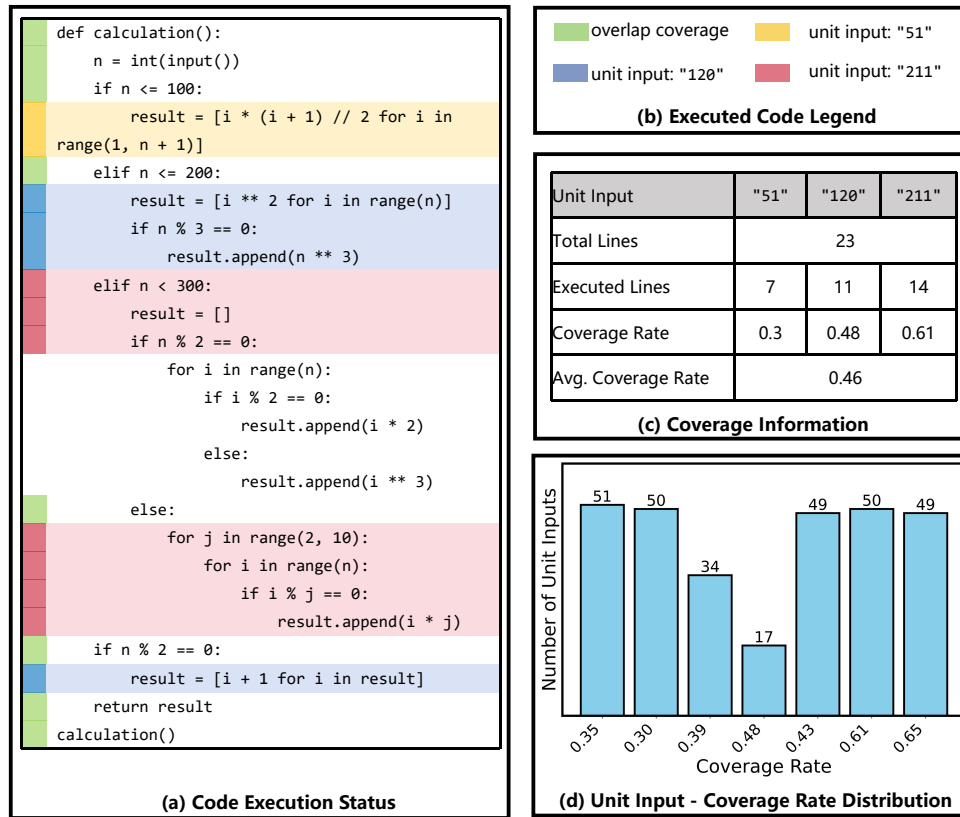 def calculation():
n = int(input())
if n <= 100:
result = [i * (i + 1) // 2 for i in
range(1, n + 1)]
elif n <= 200:
result = [i ** 2 for i in range(n)]
if n % 3 == 0:
result.append(n ** 3)
elif n < 300:
result = []
if n % 2 == 0:
for i in range(n):
if i % 2 == 0:
result.append(i * 2)
else:
result.append(i ** 3)
else:
for j in range(2, 10):
for i in range(n):
if i % j == 0:
result.append(i * j)
if n % 2 == 0:
result = [i + 1 for i in result]
return result
calculation()
(a) Code Execution Status
overlap coverage unit input: "51"
unit input: "120" unit input: "211"
(b) Executed Code Legend
Unit Input "51" "120" "211"
Total Lines 23
Executed Lines 7 11 14
Coverage Rate 0.3 0.48 0.61
Avg. Coverage Rate 0.46
(c) Coverage Information
Number of Unit Inputs
51 50 34 17 49 50 49
0.35 0.30 0.39 0.48 0.43 0.61 0.65
Coverage Rate
(d) Unit Input - Coverage Rate Distribution